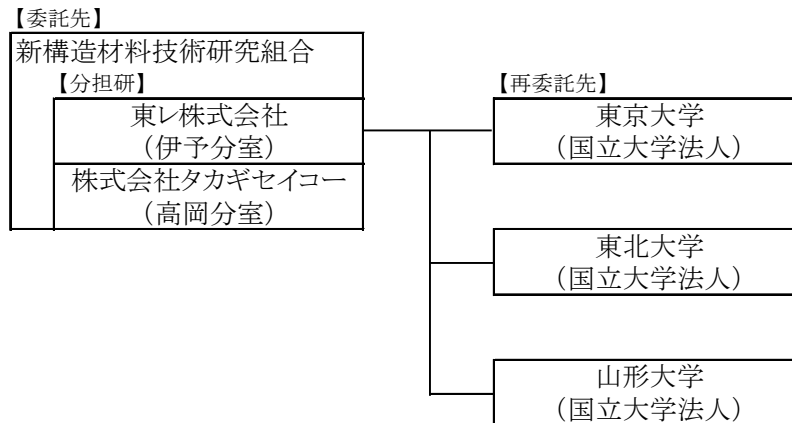 【委託先】
新構造材料技術研究組合
【分担研】
東レ株式会社
（伊予分室）
株式会社タカギセイコー
（高岡分室）
【再委託先】
東京大学
（国立大学法人）
東北大学
（国立大学法人）
山形大学
（国立大学法人）